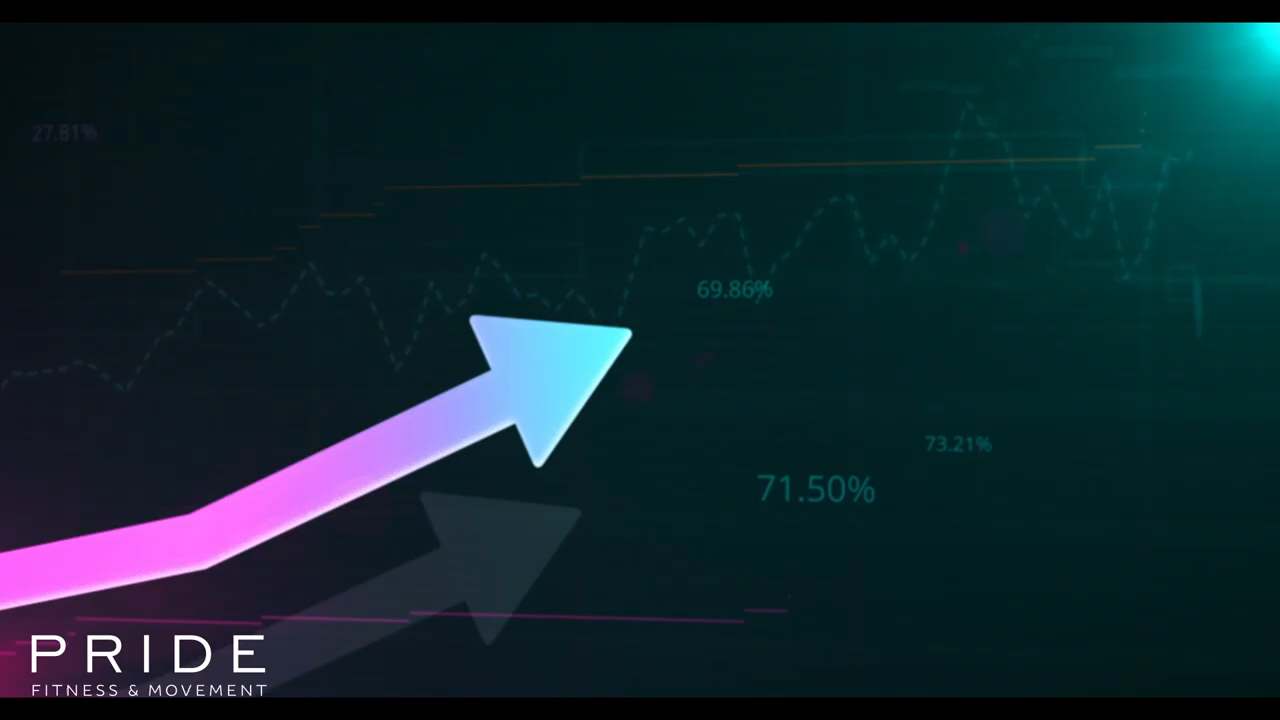 27.81%
69.86%
73.21%
71.50%
PRIDE
FITNESS & MOVEMENT